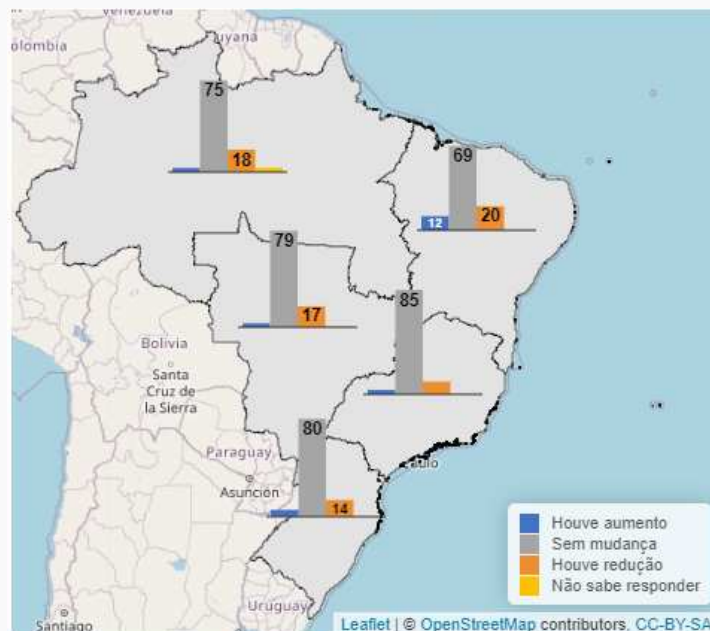 Venezuela
olombia
uyana
75
18
69
12
20
79
17
85
Bolivia
Santa
Cruz de
la Sierra
80
Paraguay
aulo
Asunción
14
Houve aumento
Sem mudança
Houve redução
Não sabe responder
Uruguay
Santiago
Leaflet | © OpenStreetMap contributors, CC-BY-SA